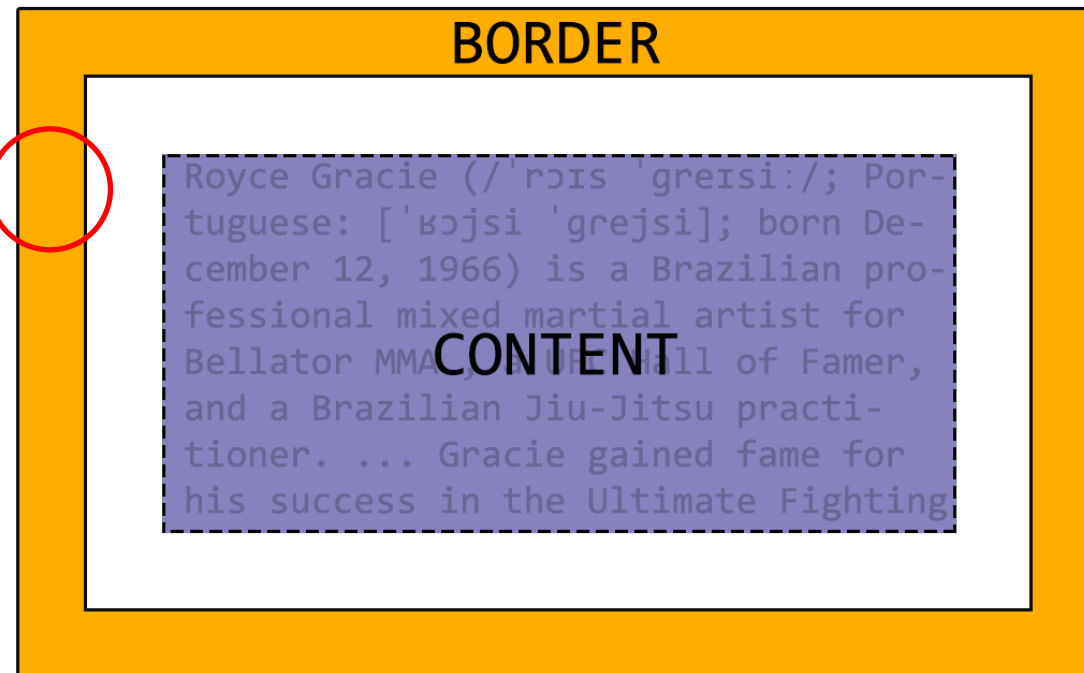 BORDER
Royce Gracie (/ˈrɔɪs ˈɡreɪsiː/; Por-
tuguese: [ˈʁɔjsi ˈɡrejsi]; born De-
cember 12, 1966) is a Brazilian pro-
fessional mixed martial artist for
Bellator MMA, a UFC Hall of Famer,
CONTENT
and a Brazilian Jiu-Jitsu practi-
tioner. ... Gracie gained fame for
his success in the Ultimate Fighting